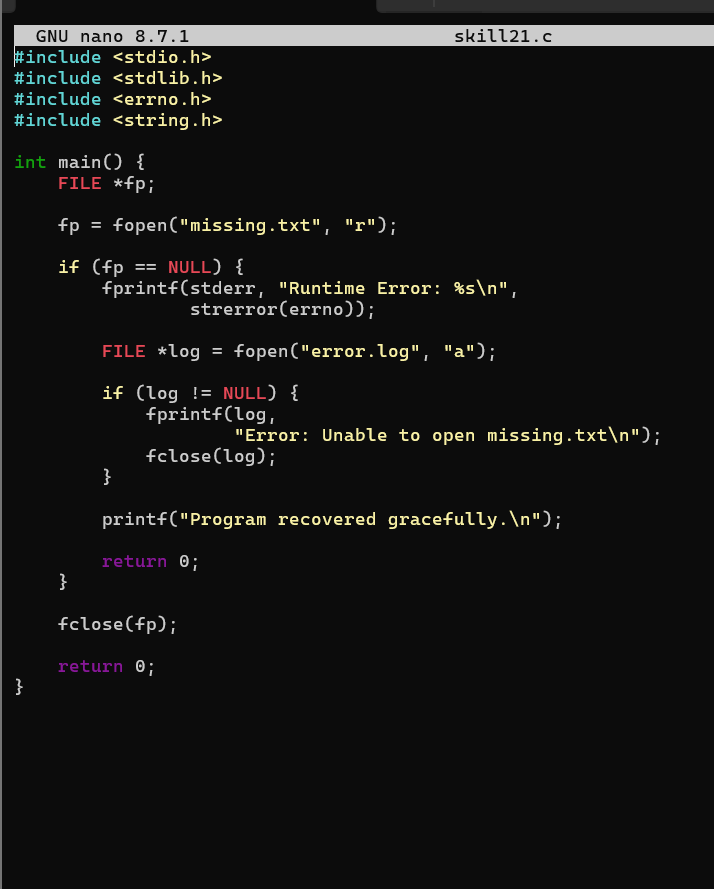 GNU nano 8.7.1 skill21.c
#include <stdio.h>
#include <stdlib.h>
#include <errno.h>
#include <string.h>

int main() {
    FILE *fp;

    fp = fopen("missing.txt", "r");

    if (fp == NULL) {
        fprintf(stderr, "Runtime Error: %s\n",
                strerror(errno));

        FILE *log = fopen("error.log", "a");

        if (log != NULL) {
            fprintf(log,
                    "Error: Unable to open missing.txt\n");
            fclose(log);
        }

        printf("Program recovered gracefully.\n");

        return 0;
    }

    fclose(fp);

    return 0;
}